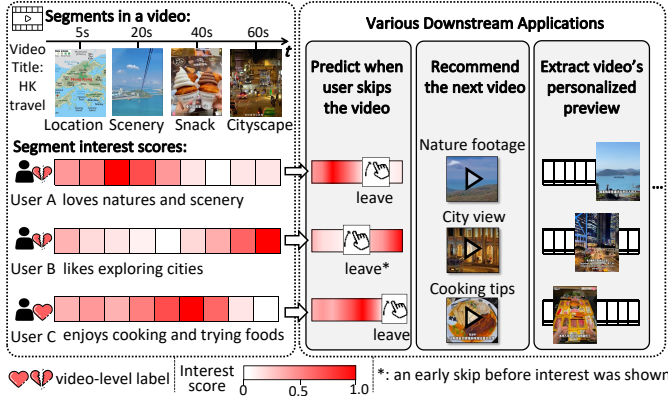 Segments in a video:
5s 20s 40s 60s t
Video
Title:
HK
travel
Location Scenery Snack Cityscape
Segment interest scores:
User A loves natures and scenery
User B likes exploring cities
User C enjoys cooking and trying foods
Various Downstream Applications
Predict when
user skips
the video
leave
leave*
leave
Recommend
the next video
Nature footage
City view
Cooking tips
Extract video's
personalized
preview
...
video-level label
Interest
score
0 0.5 1.0
*: an early skip before interest was shown